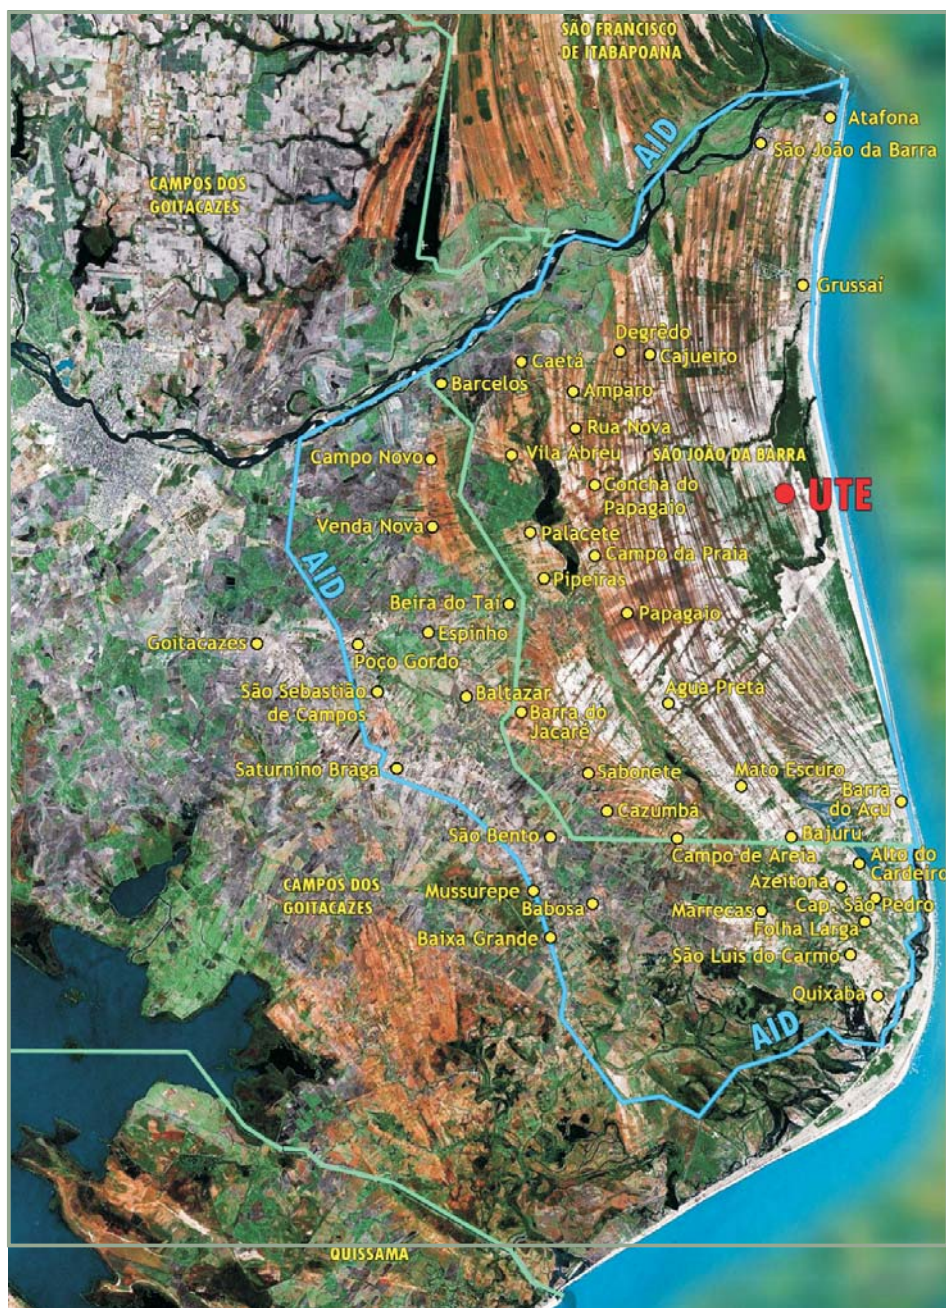 SÃO FRANCISCO
DE ITABAPOANA
AID
Atafona
São João da Barra
CAMPOS DOS
GOITACAZES
Grussaí
Degrêdo
Caetá
Cajueiro
Barcelos
Amparo
Rua Nova
Campo Novo
Vila Abreu
SÃO JOÃO DA BARRA
Concha do
Papagaio
UTE
Venda Nova
Palacete
Campo da Praia
AID
Pipeiras
Beira do Taí
Papagaio
Espinho
Goitacazes
Poço Gordo
São Sebastião
de Campos
Baltazar
Agua Preta
Barra do
Jacaré
Saturnino Braga
Sabonete
Mato Escuro
Barra
do Açu
Cazumbá
São Bento
Bajuru
Campo de Areia
Alto do
Cardeiro
CAMPOS DOS
GOITACAZES
Mussurepe
Azeitona
Babosa
Marrecas
Cap. São Pedro
Folha Larga
Baixa Grande
São Luis do Carmo
Quixaba
AID
QUISSAMA